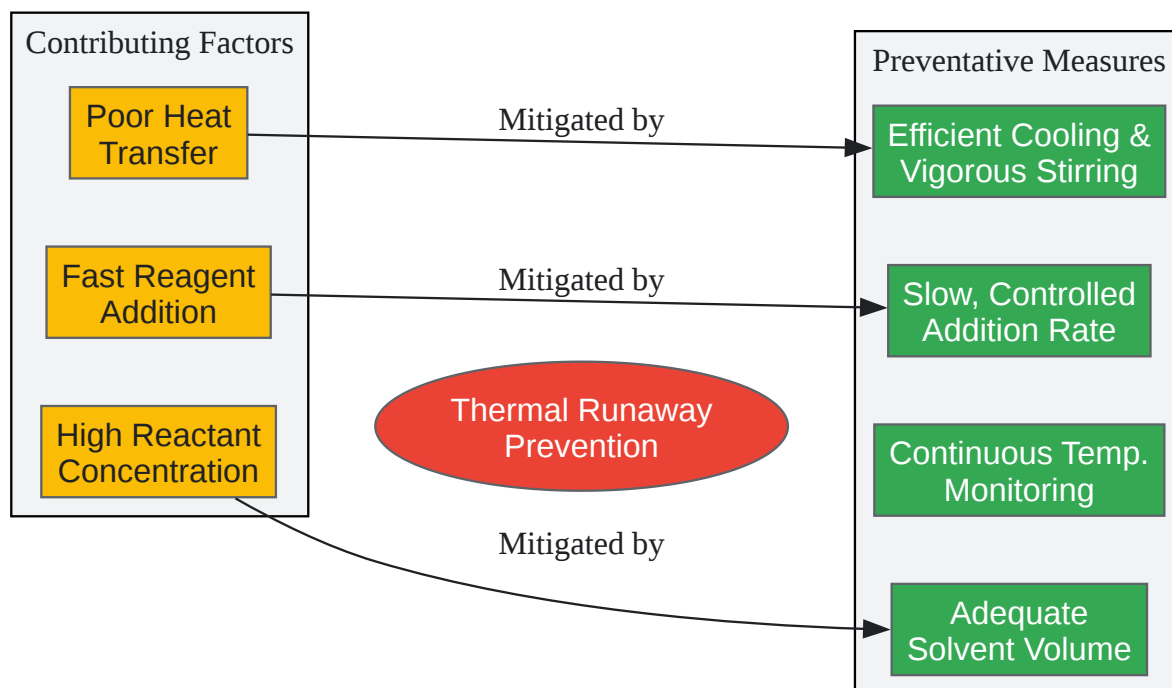 Contributing Factors
Poor Heat
Transfer
Fast Reagent
Addition
High Reactant
Concentration
Mitigated by
Mitigated by
Mitigated by
Thermal Runaway
Prevention
Preventative Measures
Efficient Cooling &
Vigorous Stirring
Slow, Controlled
Addition Rate
Continuous Temp.
Monitoring
Adequate
Solvent Volume